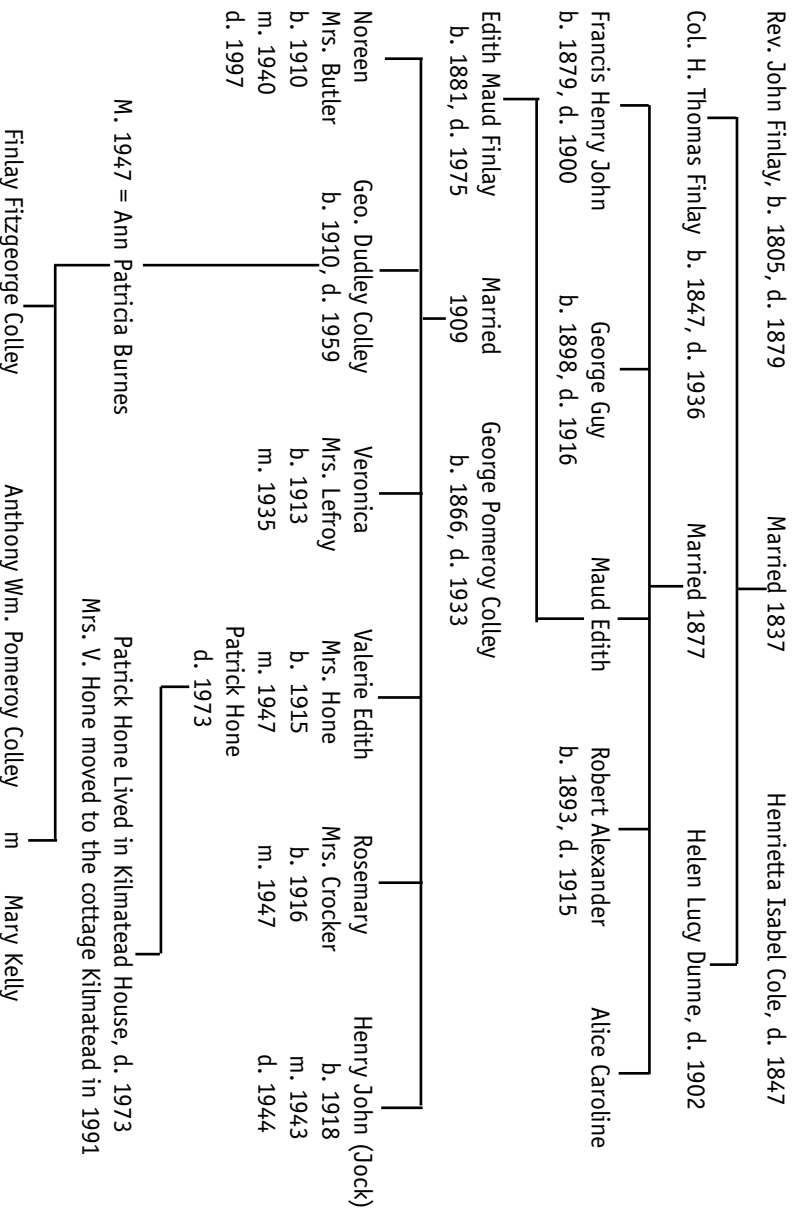 Rev. John Finlay, b. 1805, d. 1879 Married 1837 Henrietta Isabel Cole, d. 1847
Col. H. Thomas Finlay b. 1847, d. 1936 Married 1877 Helen Lucy Dunne, d. 1902
Francis Henry John
b. 1879, d. 1900
George Guy
b. 1898, d. 1916
Maud Edith
Robert Alexander
b. 1893, d. 1915
Alice Caroline
Edith Maud Finlay
b. 1881, d. 1975
Married
1909
George Pomeroy Colley
b. 1866, d. 1933
Noreen
Mrs. Butler
b. 1910
m. 1940
d. 1997
Geo. Dudley Colley
b. 1910, d. 1959
Veronica
Mrs. Lefroy
b. 1913
m. 1935
Valerie Edith
Mrs. Hone
b. 1915
m. 1947
Patrick Hone
d. 1973
Rosemary
Mrs. Crocker
b. 1916
m. 1947
Henry John (Jock)
b. 1918
m. 1943
d. 1944
M. 1947 = Ann Patricia Burnes
Patrick Hone Lived in Kilmatead House, d. 1973
Mrs. V. Hone moved to the cottage Kilmatead in 1991
Finlay Fitzgeorge Colley Anthony Wm. Pomeroy Colley m Mary Kelly